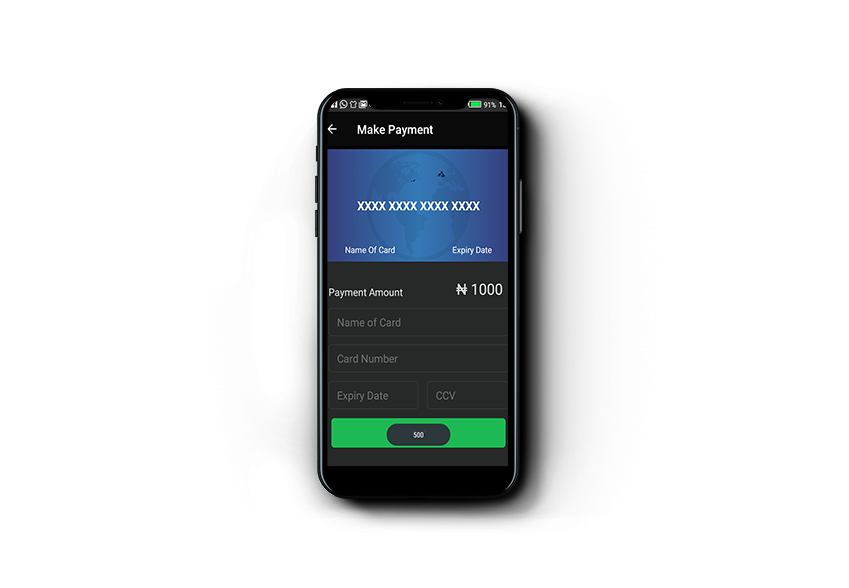 91% 1
Make Payment
XXXX XXXX XXXX XXXX
Name Of Card Expiry Date
Payment Amount ₦ 1000
Name of Card
Card Number
Expiry Date CCV
500